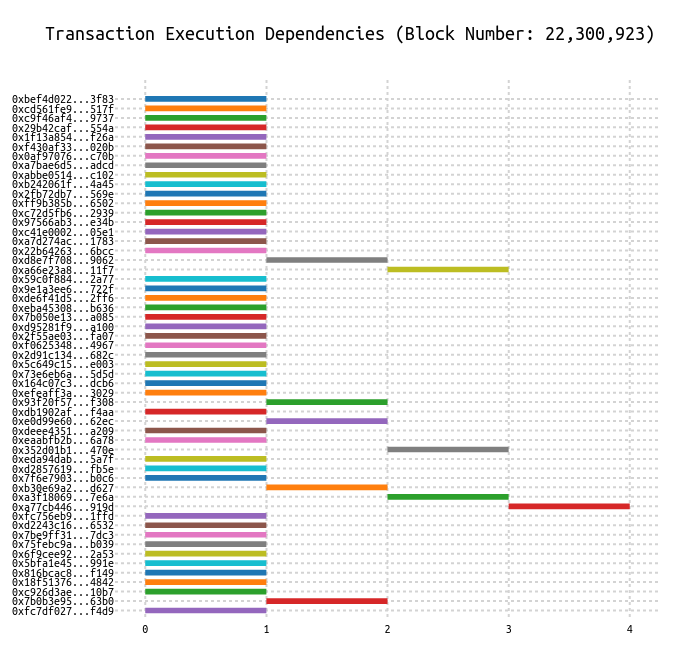 Transaction Execution Dependencies (Block Number: 22,300,923)
0xbef4d022...3f83
0xcd561fe9...517f
0xc9f46af4...9737
0x29b42caf...554a
0x1f13a854...f26a
0xf430af33...020b
0x0af97076...c70b
0xa7bae6d5...adcd
0xabbe0514...c102
0xb242061f...4a45
0x2fb72db7...569e
0xff9b385b...6502
0xc72d5fb6...2939
0x97566ab3...e34b
0xc41e0002...05e1
0xa7d274ac...1783
0x22b64263...6bcc
0xd8e7f708...9062
0xa66e23a8...11f7
0x59c0f884...2a77
0x9e1a3ee6...722f
0xde6f41d5...2ff6
0xeba45308...b636
0x7b050e13...a085
0xd95281f9...a100
0x2f55ae03...fa07
0xf0625348...4967
0x2d91c134...682c
0x5c649c15...e003
0x73e6eb6a...5d5d
0x164c07c3...dcb6
0xefeaff3a...3029
0x93f20f57...f308
0xdb1902af...f4aa
0xe0d99e60...62ec
0xdeee4351...a209
0xeaabfb2b...6a78
0x352d01b1...470e
0xeda94dab...5a7f
0xd2857619...fb5e
0x7f6e7903...b0c6
0xb30e69a2...d627
0xa3f18069...7e6a
0xa77cb446...919d
0xfc756eb9...1ffd
0xd2243c16...6532
0x7be9ff31...7dc3
0x75febc9a...b039
0x6f9cee92...2a53
0x5bfa1e45...991e
0x816bcac8...f149
0x18f51376...4842
0xc926d3ae...10b7
0x7b0b3e95...63b0
0xfc7df027...f4d9
0 1 2 3 4